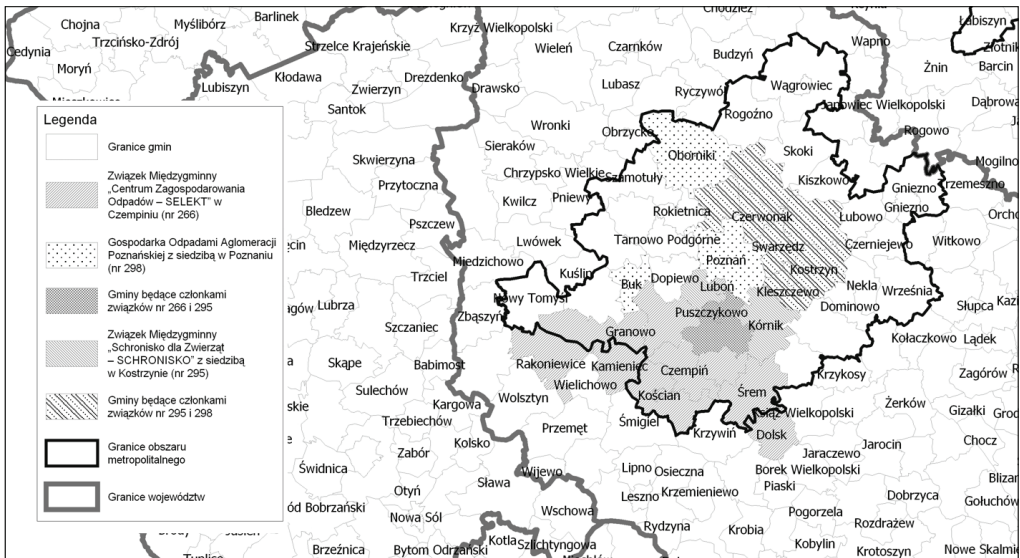 Chojna
Myślibórz
Barlinek
Krzyż Wielkopolski
Chodzież
Łabiszyn
Cedynia
Trzcińsko-Zdrój
Strzelce Krajeńskie
Wieleń
Czarnków
Budzyń
Wapno
Moryń
Kłodawa
Drezdenko
Żnin
Barcin
Lubiszyn
Zwierzyn
Drawsko
Lubasz
Ryczywół
Wągrowiec
Janowiec Wielkopolski
Santok
Wronki
Obrzycko
Rogoźno
Rogowo
Sieraków
Oborniki
Skoki
Mogilno
Skwierzyna
Chrzypsko Wielkie
Szamotuły
Kiszkowo
Gniezno
Trzemeszno
Przytoczna
Kwilcz
Pniewy
Rokietnica
Czerwonak
Łubowo
Gniezno
Bledzew
Pszczew
Lwówek
Tarnowo Podgórne
Swarzędz
Czerniejewo
Witkowo
Międzyrzecz
Miedzichowo
Kuślin
Dopiewo
Poznań
Kostrzyn
Trzciel
Buk
Luboń
Kleszczewo
Nekla
Września
Lubrza
Nowy Tomyśl
Puszczykowo
Dominowo
Słupca
Szczaniec
Zbąszyń
Granowo
Kórnik
Kołaczkowo
Lądek
Skąpe
Babimost
Rakoniewice
Kamieniec
Czempiń
Krzykosy
Zagórów
Sulechów
Wielichowo
Kargowa
Wolsztyn
Kościan
Śrem
Żerków
Gizałki
Trzebiechów
Przemęt
Śmigiel
Książ Wielkopolski
Kolsko
Krzywiń
Dolsk
Jarocin
Chocz
Zabór
Jaraczewo
Świdnica
Wijewo
Lipno
Osieczna
Borek Wielkopolski
Otyń
Sława
Leszno
Krzemieniewo
Piaski
Dobrzyca
Gołuchów
Nowa Sól
Wschowa
Pogorzela
Rydzyna
Krobia
Rozdrażew
Brzeźnica
Bytom Odrzański
Kotla
Szlichtyngowa
Kobylin
Krotoszyn
Legenda
Granice gmin
Związek Międzygminny
„Centrum Zagospodarowania
Odpadów – SELEKT” w
Czempiniu (nr 266)
Gospodarka Odpadami Aglomeracji
Poznańskiej z siedzibą w Poznaniu
(nr 298)
Gminy będące członkami
związków nr 266 i 295
Związek Międzygminny
„Schronisko dla Zwierząt
– SCHRONISKO” z siedzibą
w Kostrzynie (nr 295)
Gminy będące członkami
związków nr 295 i 298
Granice obszaru
metropolitalnego
Granice województw